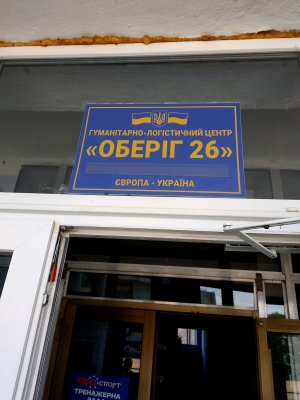 ГУМАНІТАРНО-ЛОГІСТИЧНИЙ ЦЕНТР
«ОБЕРІГ 26»
ЄВРОПА - УКРАЇНА
СПОРТ
ТРЕНАЖЕРНА